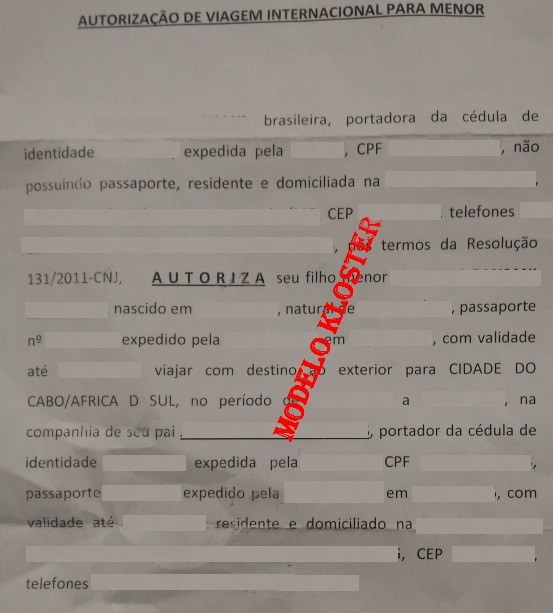 AUTORIZAÇÃO DE VIAGEM INTERNACIONAL PARA MENOR
brasileira, portadora da cédula de
identidade expedida pela , CPF , não
possuindo passaporte, residente e domiciliada na ,
CEP telefones
, termos da Resolução
131/2011-CNJ, AUTORIZA seu filho menor
nascido em , natural de , passaporte
nº expedido pela em , com validade
até viajar com destino ao exterior para CIDADE DO
CABO/AFRICA D SUL, no período de a , na
companhia de seu pai , portador da cédula de
identidade expedida pela CPF ,
passaporte expedido pela em , com
validade até residente e domiciliado na
, CEP ,
telefones
MODELO KLOSTER